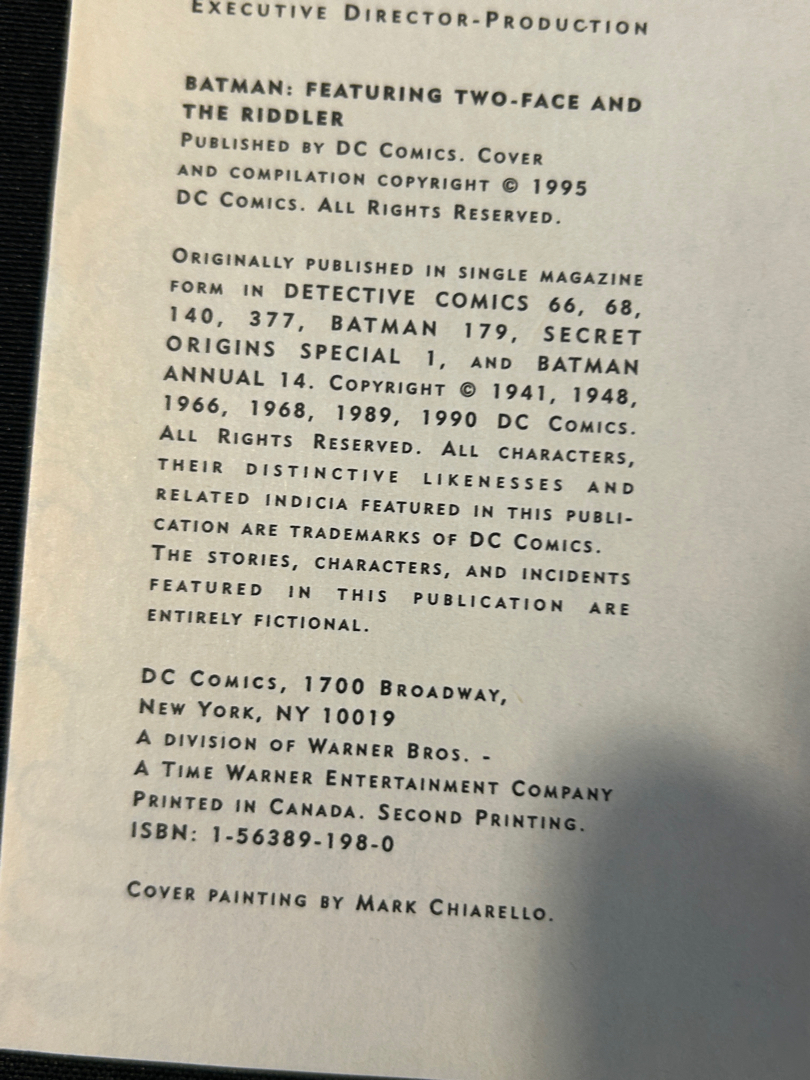 EXECUTIVE DIRECTOR-PRODUCTION
BATMAN: FEATURING TWO-FACE AND
THE RIDDLER
PUBLISHED BY DC COMICS. COVER
AND COMPILATION COPYRIGHT © 1995
DC COMICS. ALL RIGHTS RESERVED.
ORIGINALLY PUBLISHED IN SINGLE MAGAZINE
FORM IN DETECTIVE COMICS 66, 68,
140, 377, BATMAN 179, SECRET
ORIGINS SPECIAL 1, AND BATMAN
ANNUAL 14. COPYRIGHT © 1941, 1948,
1966, 1968, 1989, 1990 DC COMICS.
ALL RIGHTS RESERVED. ALL CHARACTERS,
THEIR DISTINCTIVE LIKENESSES AND
RELATED INDICIA FEATURED IN THIS PUBLI-
CATION ARE TRADEMARKS OF DC COMICS.
THE STORIES, CHARACTERS, AND INCIDENTS
FEATURED IN THIS PUBLICATION ARE
ENTIRELY FICTIONAL.
DC COMICS, 1700 BROADWAY,
NEW YORK, NY 10019
A DIVISION OF WARNER BROS. -
A TIME WARNER ENTERTAINMENT COMPANY
PRINTED IN CANADA. SECOND PRINTING.
ISBN: 1-56389-198-0
COVER PAINTING BY MARK CHIARELLO.